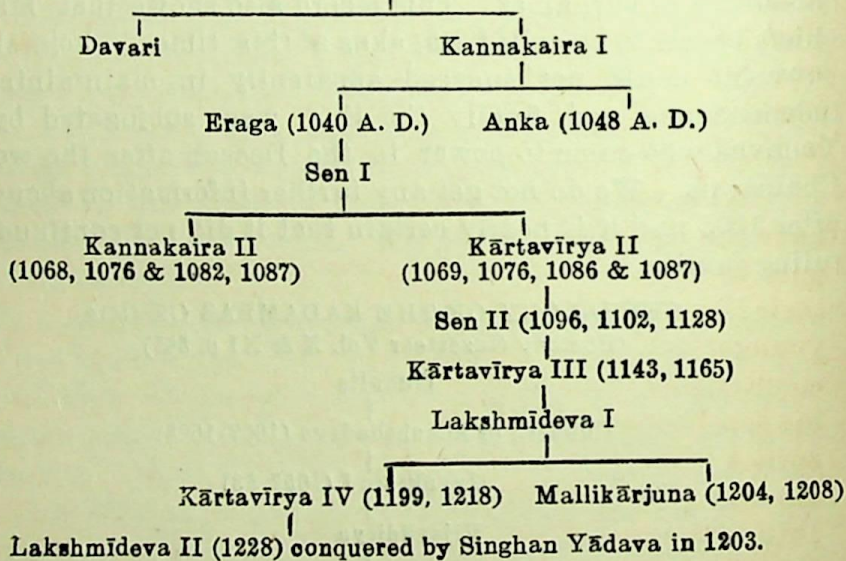 Davari Kannakaira I
Eraga (1040 A. D.) Anka (1048 A. D.)
Sen I
Kannakaira II Kārtavīrya II
(1068, 1076 & 1082, 1087) (1069, 1076, 1086 & 1087)
Sen II (1096, 1102, 1128)
Kārtavīrya III (1143, 1165)
Lakshmīdeva I
Kārtavīrya IV (1199, 1218) Mallikārjuna (1204, 1208)
Lakshmīdeva II (1228) conquered by Singhan Yādava in 1203.